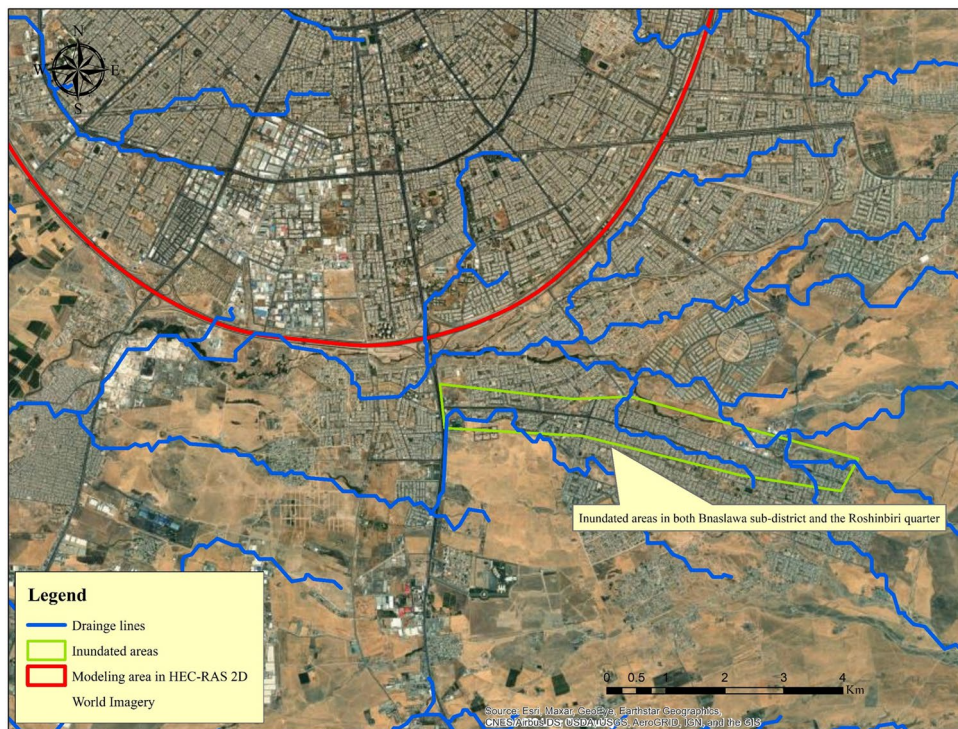 N
W E
S
Inundated areas in both Bnaslawa sub-district and the Roshinbiri quarter
Legend
Drainge lines
Inundated areas
Modeling area in HEC-RAS 2D
World Imagery
0 0.5 1 2 3 4
Km
Source: Esri, Maxar, GeoEye, Earthstar Geographics,
CNES/Airbus DS, USDA, USGS, AeroGRID, IGN, and the GIS